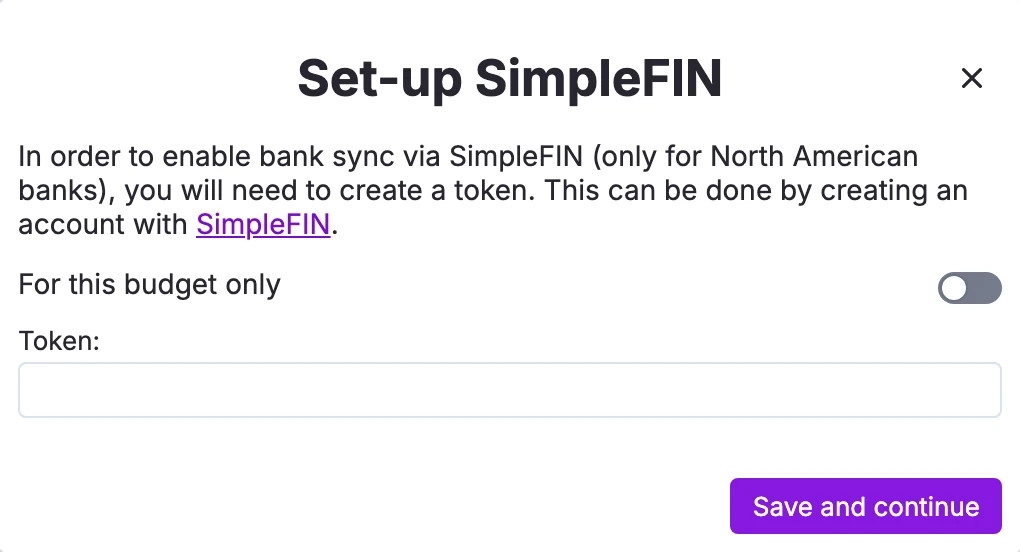 Set-up SimpleFIN
In order to enable bank sync via SimpleFIN (only for North American
banks), you will need to create a token. This can be done by creating an
account with SimpleFIN.
For this budget only
Token:
Save and continue